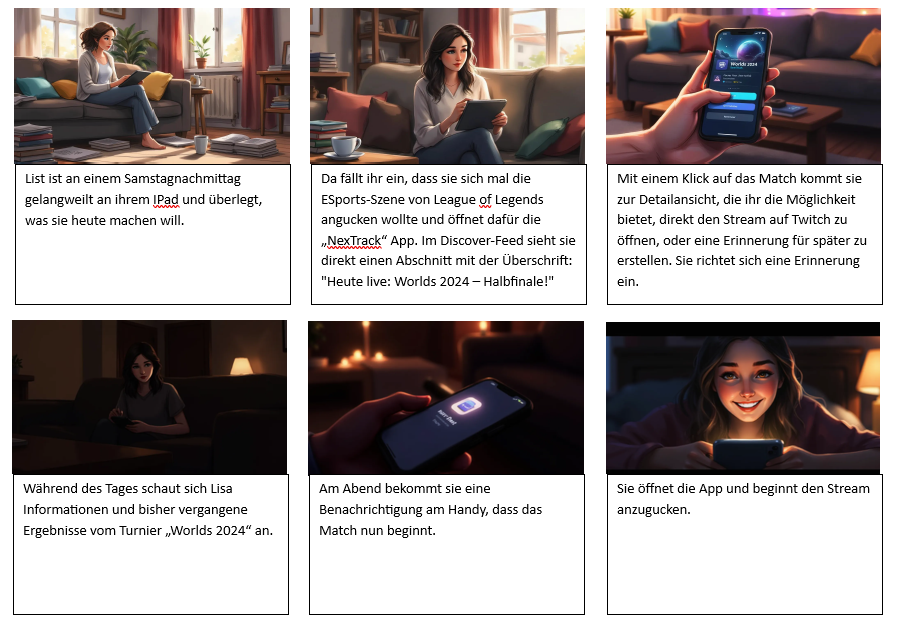 Worlds 2024
List ist an einem Samstagnachmittag
gelangweilt an ihrem IPad und überlegt,
was sie heute machen will.
Da fällt ihr ein, dass sie sich mal die
ESports-Szene von League of Legends
angucken wollte und öffnet dafür die
„NexTrack“ App. Im Discover-Feed sieht sie
direkt einen Abschnitt mit der Überschrift:
"Heute live: Worlds 2024 – Halbfinale!"
Mit einem Klick auf das Match kommt sie
zur Detailansicht, die ihr die Möglichkeit
bietet, direkt den Stream auf Twitch zu
öffnen, oder eine Erinnerung für später zu
erstellen. Sie richtet sich eine Erinnerung
ein.
Während des Tages schaut sich Lisa
Informationen und bisher vergangene
Ergebnisse vom Turnier „Worlds 2024“ an.
Am Abend bekommt sie eine
Benachrichtigung am Handy, dass das
Match nun beginnt.
Sie öffnet die App und beginnt den Stream
anzugucken.